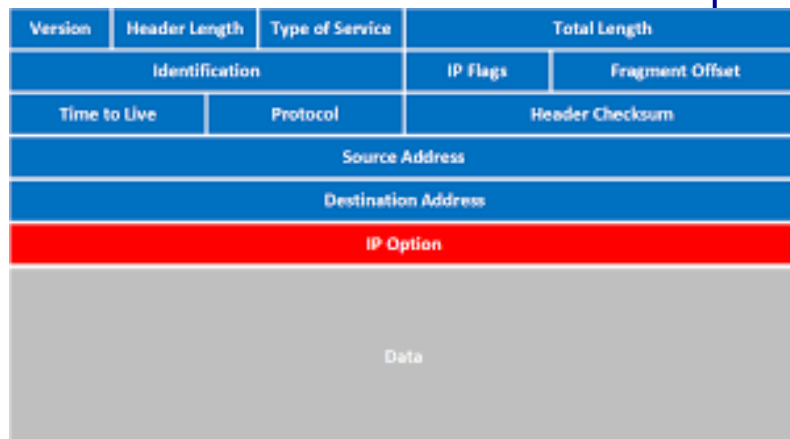 Version Header Length Type of Service Total Length
Identification IP Flags Fragment Offset
Time to Live Protocol Header Checksum
Source Address
Destination Address
IP Option
Data